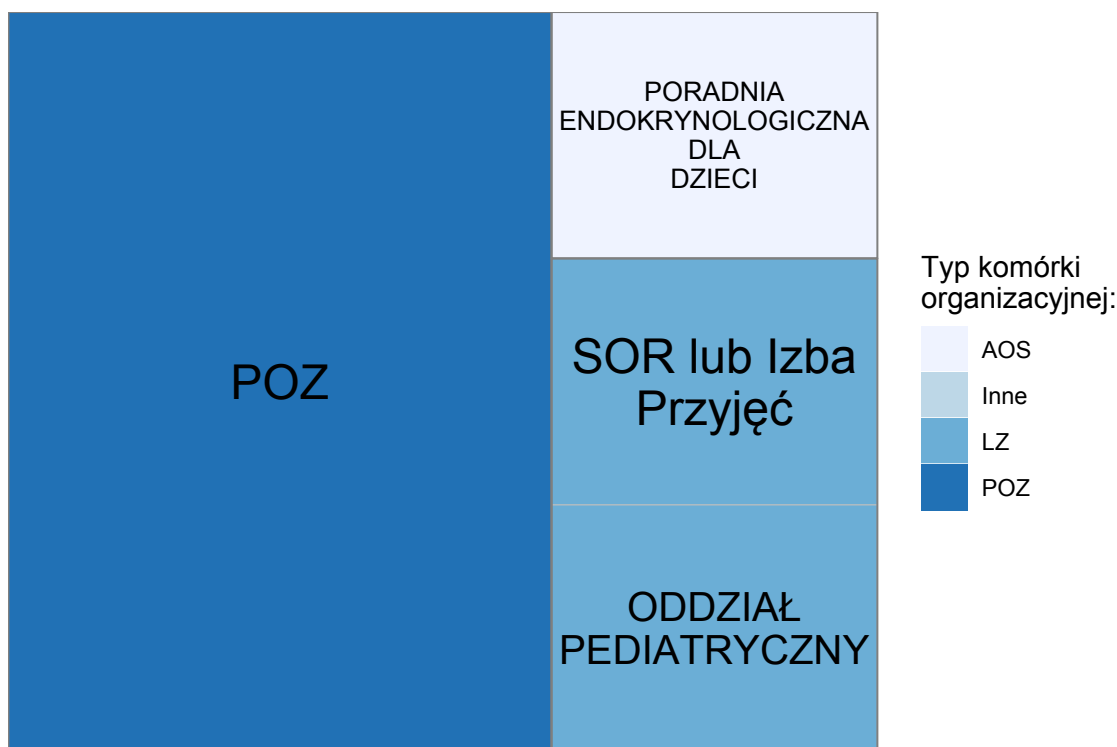 POZ
PORADNIA
ENDOKRYNOLOGICZNA
DLA
DZIECI
SOR lub Izba
Przyjęć
ODDZIAŁ
PEDIATRYCZNY
Typ komórki
organizacyjnej:
AOS
Inne
LZ
POZ